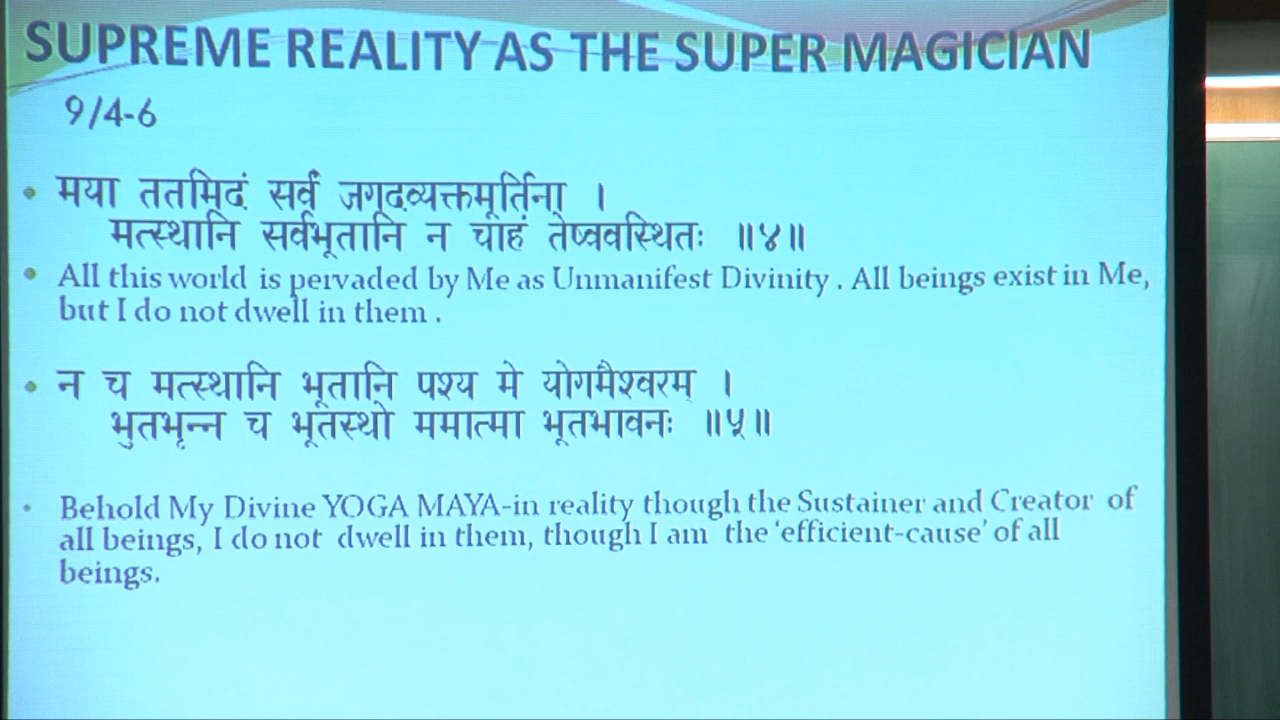 SUPREME REALITY AS THE SUPER MAGICIAN
9/4-6
• मया ततमिदं सर्वं जगदव्यक्तमूर्तिना ।
मत्स्थानि सर्वभूतानि न चाहं तेष्ववस्थितः ॥४॥
• All this world is pervaded by Me as Unmanifest Divinity . All beings exist in Me,
but I do not dwell in them .
• न च मत्स्थानि भूतानि पश्य मे योगमैश्वरम् ।
भुतभृन्न च भूतस्थो ममात्मा भूतभावनः ॥५॥
• Behold My Divine YOGA MAYA-in reality though the Sustainer and Creator of
all beings, I do not dwell in them, though I am the ‘efficient-cause’ of all
beings.